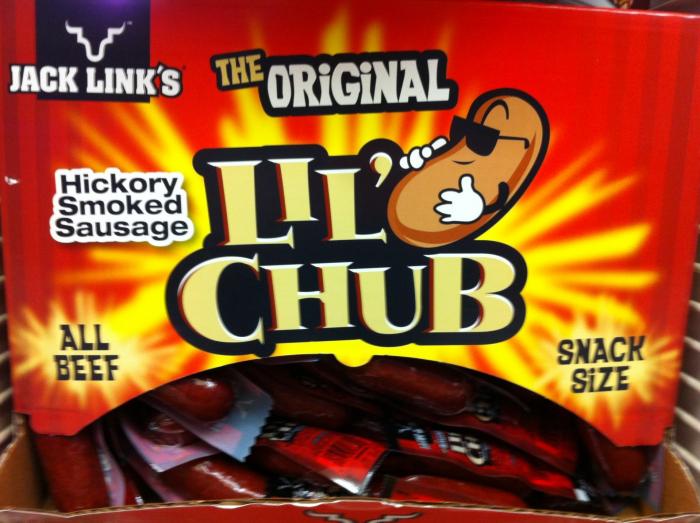 JACK LINK'S
THE ORiGiNAL
Hickory
Smoked
Sausage
LIL'
CHUB
ALL
BEEF
SNACK
SiZE